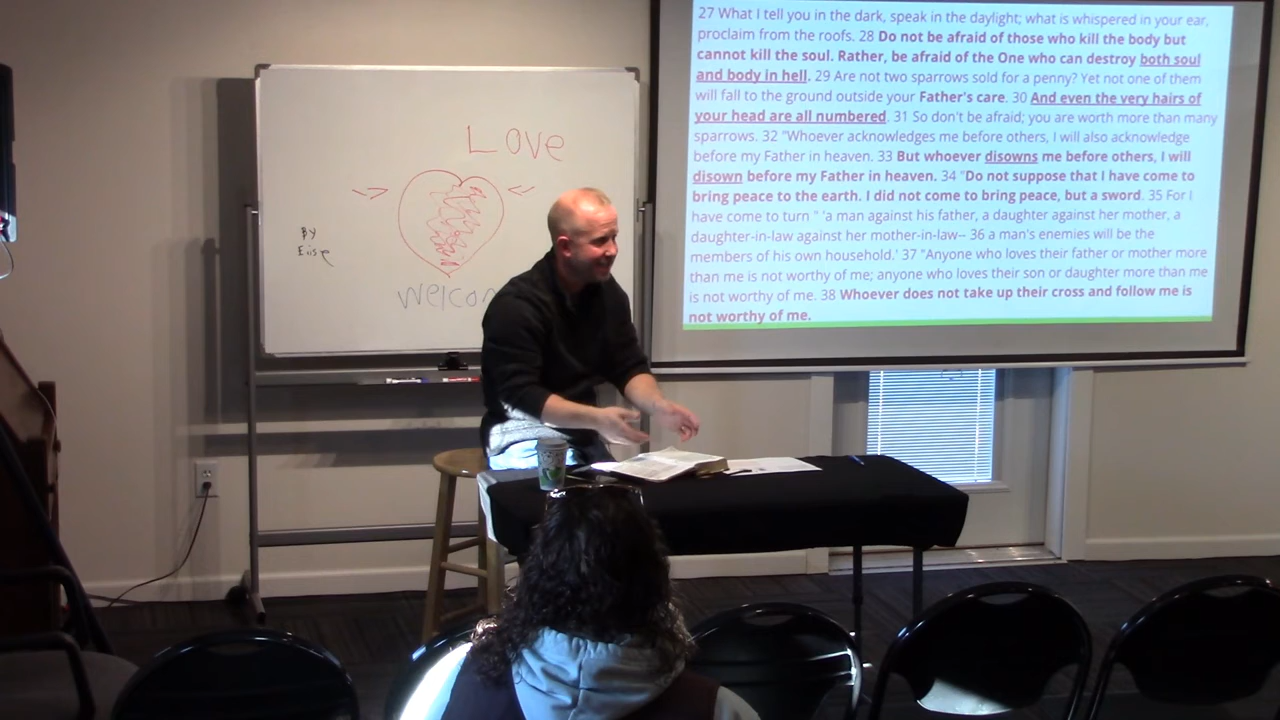 Love
By
welco
27 What I tell you in the dark, speak in the daylight; what is whispered in your ear,
proclaim from the roofs. 28 Do not be afraid of those who kill the body but
cannot kill the soul. Rather, be afraid of the One who can destroy both soul
and body in hell. 29 Are not two sparrows sold for a penny? Yet not one of them
will fall to the ground outside your Father's care. 30 And even the very hairs of
your head are all numbered. 31 So don't be afraid; you are worth more than many
sparrows. 32 "Whoever acknowledges me before others, I will also acknowledge
before my Father in heaven. 33 But whoever disowns me before others, I will
disown before my Father in heaven. 34 "Do not suppose that I have come to
bring peace to the earth. I did not come to bring peace, but a sword. 35 For I
have come to turn " 'a man against his father, a daughter against her mother, a
daughter-in-law against her mother-in-law-- 36 a man's enemies will be the
members of his own household.' 37 "Anyone who loves their father or mother more
than me is not worthy of me; anyone who loves their son or daughter more than me
is not worthy of me. 38 Whoever does not take up their cross and follow me is
not worthy of me.